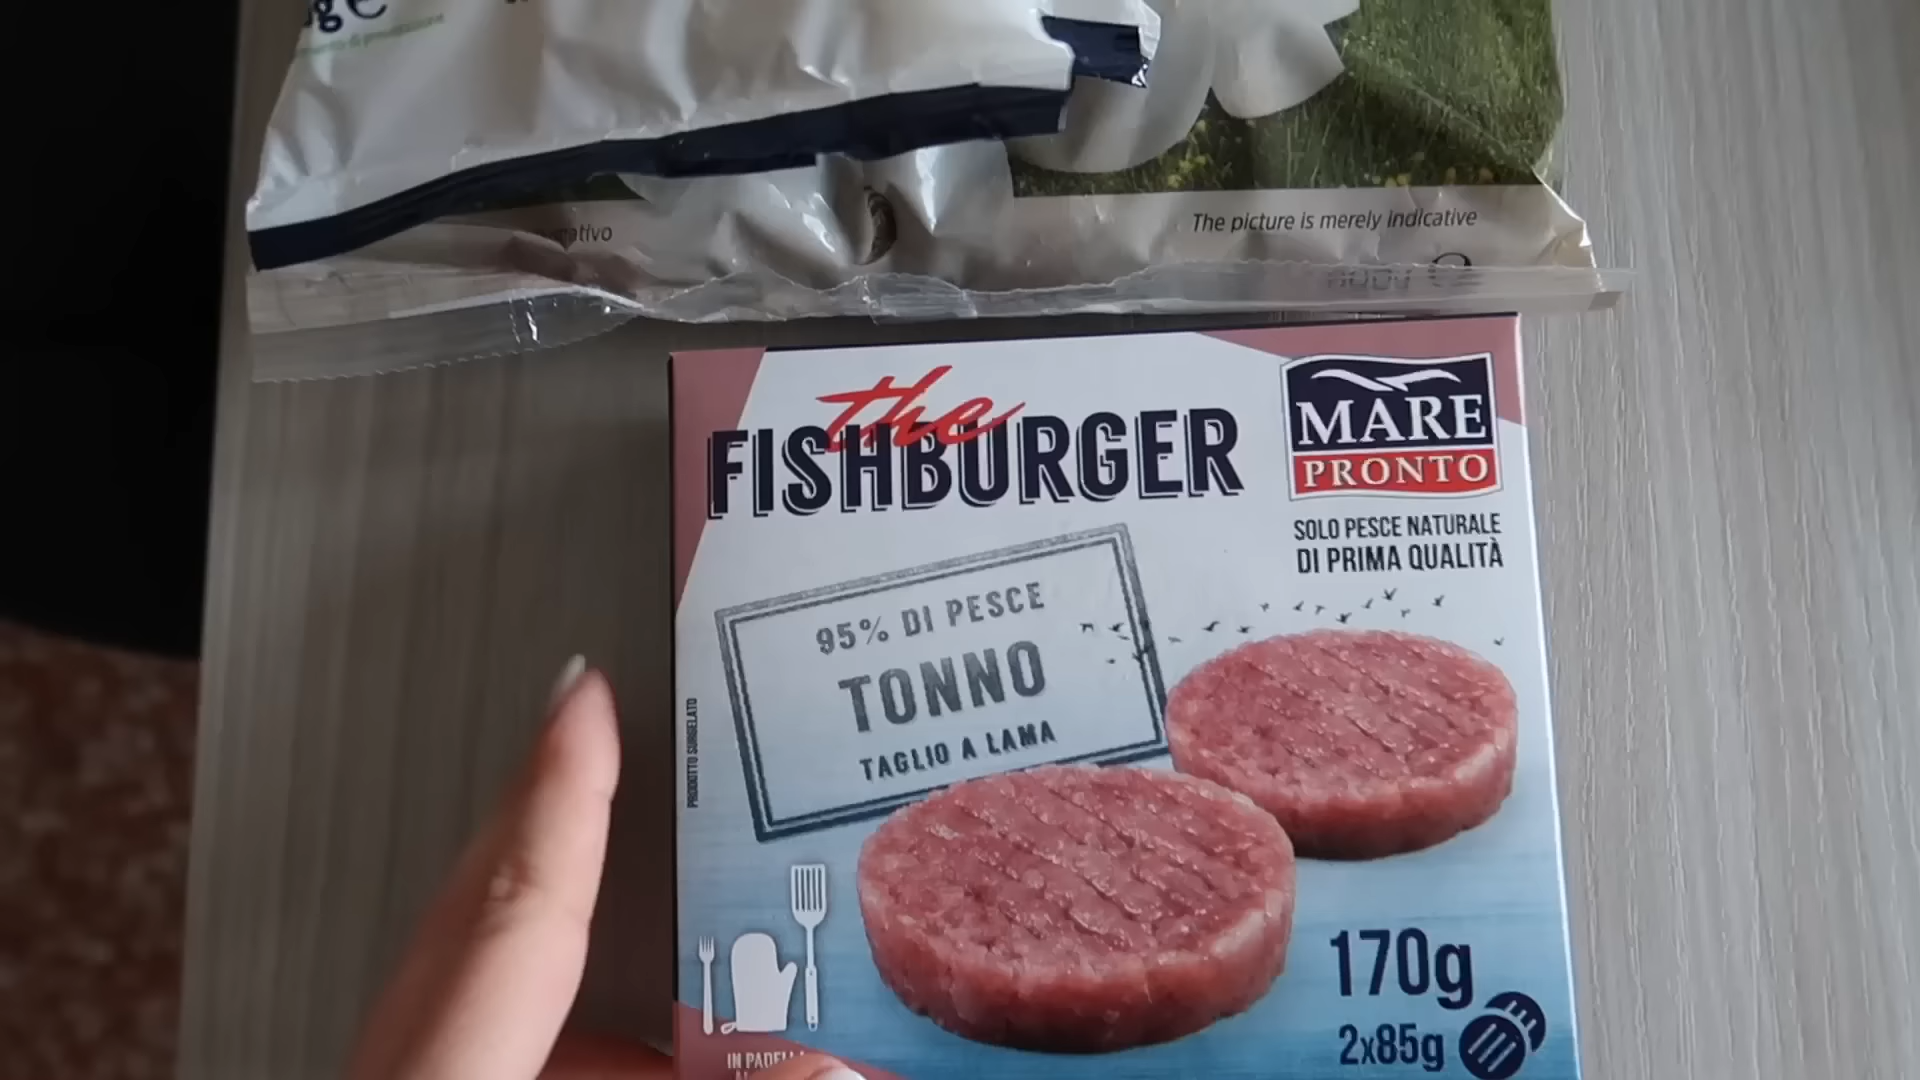 The picture is merely indicative
the
FISHBURGER
MARE
PRONTO
SOLO PESCE NATURALE
DI PRIMA QUALITÀ
95% DI PESCE
TONNO
TAGLIO A LAMA
PRODOTTO SURGELATO
170g
2x85g
IN